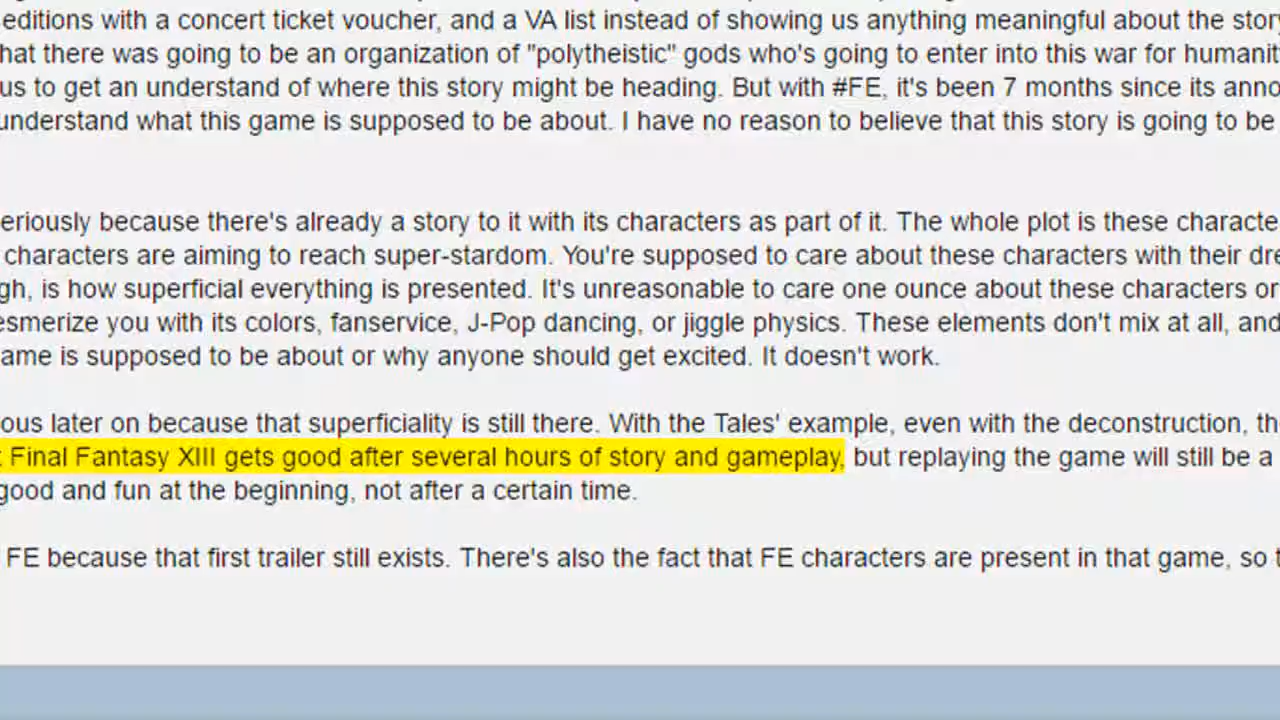 editions with a concert ticket voucher, and a VA list instead of showing us anything meaningful about the story
hat there was going to be an organization of "polytheistic" gods who's going to enter into this war for humanit
us to get an understand of where this story might be heading. But with #FE, it's been 7 months since its anno
understand what this game is supposed to be about. I have no reason to believe that this story is going to be
eriously because there's already a story to it with its characters as part of it. The whole plot is these characte
characters are aiming to reach super-stardom. You're supposed to care about these characters with their dre
gh, is how superficial everything is presented. It's unreasonable to care one ounce about these characters or
esmerize you with its colors, fanservice, J-Pop dancing, or jiggle physics. These elements don't mix at all, and
ame is supposed to be about or why anyone should get excited. It doesn't work.
ous later on because that superficiality is still there. With the Tales' example, even with the deconstruction, th
t Final Fantasy XIII gets good after several hours of story and gameplay, but replaying the game will still be a
good and fun at the beginning, not after a certain time.
FE because that first trailer still exists. There's also the fact that FE characters are present in that game, so t